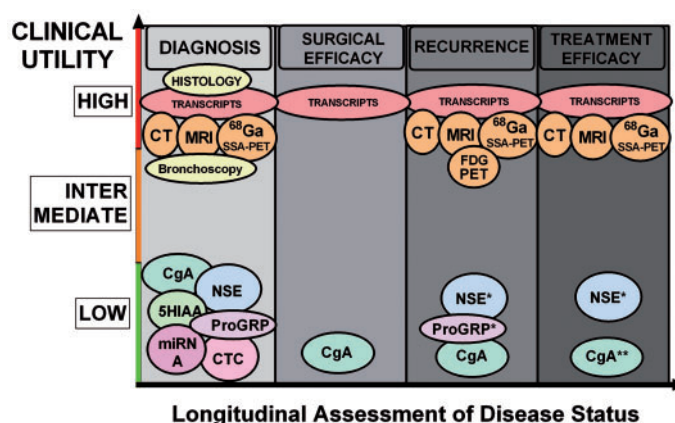 CLINICAL
UTILITY
DIAGNOSIS
SURGICAL
EFFICACY
RECURRENCE
TREATMENT
EFFICACY
HIGH
HISTOLOGY
TRANSCRIPTS
TRANSCRIPTS
TRANSCRIPTS
TRANSCRIPTS
CT
MRI
68Ga
SSA-PET
CT
MRI
68Ga
SSA-PET
FDG
PET
CT
MRI
68Ga
SSA-PET
Bronchoscopy
INTER
MEDIATE
LOW
CgA
NSE
5HIAA
ProGRP
miRN
A
CTC
CgA
NSE*
ProGRP*
CgA
NSE*
CgA**
Longitudinal Assessment of Disease Status